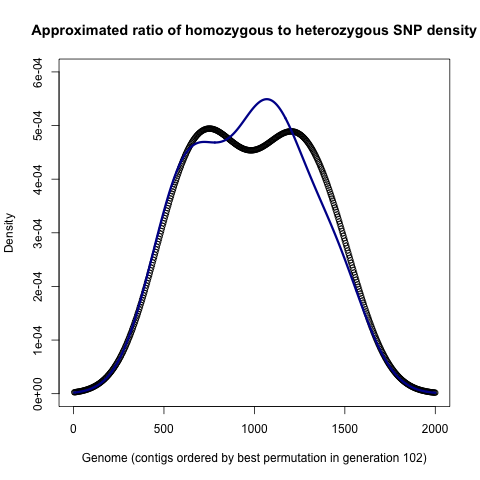 Approximated ratio of homozygous to heterozygous SNP density
6e-04
5e-04
4e-04
3e-04
2e-04
1e-04
0e+00
Density
0 500 1000 1500 2000
Genome (contigs ordered by best permutation in generation 102)